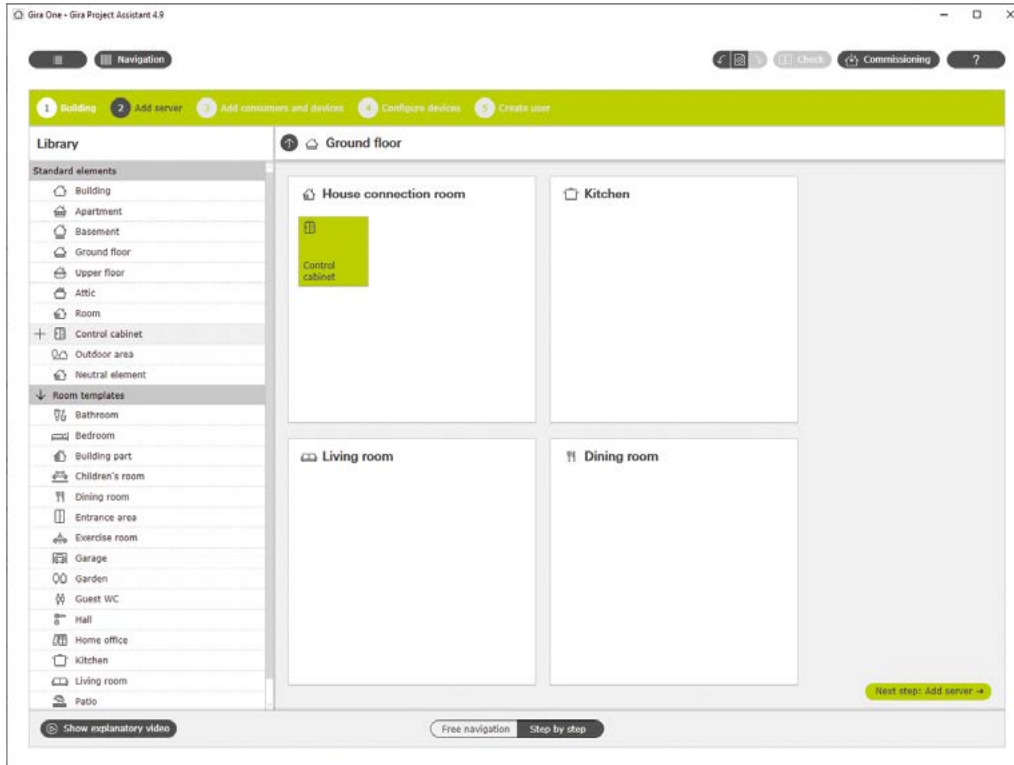 Gira One - Gira Project Assistant 4.9
Navigation
Check
Commissioning
?
1 Building
2 Add server
3 Add consumers and devices
4 Configure devices
5 Create user
Library
Ground floor
Standard elements
Building
Apartment
Basement
Ground floor
Upper floor
Attic
Room
Control cabinet
Outdoor area
Neutral element
Room templates
Bathroom
Bedroom
Building part
Children's room
Dining room
Entrance area
Exercise room
Garage
Garden
Guest WC
Hall
Home office
Kitchen
Living room
Patio
House connection room
Control
cabinet
Kitchen
Living room
Dining room
Next step: Add server →
Show explanatory video
Free navigation
Step by step